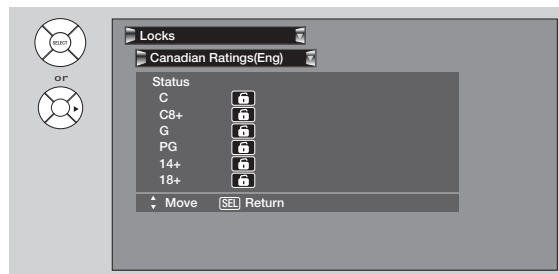 SELECT
or
Locks
Canadian Ratings(Eng)
Status
C
C8+
G
PG
14+
18+
Move SEL Return